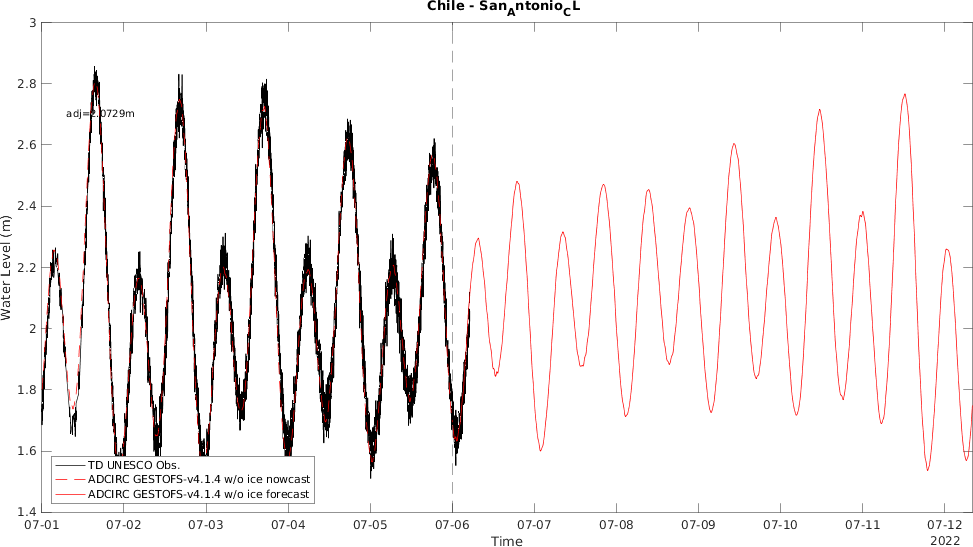 Chile - SanAntonioCL
3
2.8
2.6
2.4
2.2
2
1.8
1.6
1.4
Water Level (m)
adj=2.0729m
TD UNESCO Obs.
ADCIRC GESTOFS-v4.1.4 w/o ice nowcast
ADCIRC GESTOFS-v4.1.4 w/o ice forecast
07-01 07-02 07-03 07-04 07-05 07-06 07-07 07-08 07-09 07-10 07-11 07-12
Time
2022